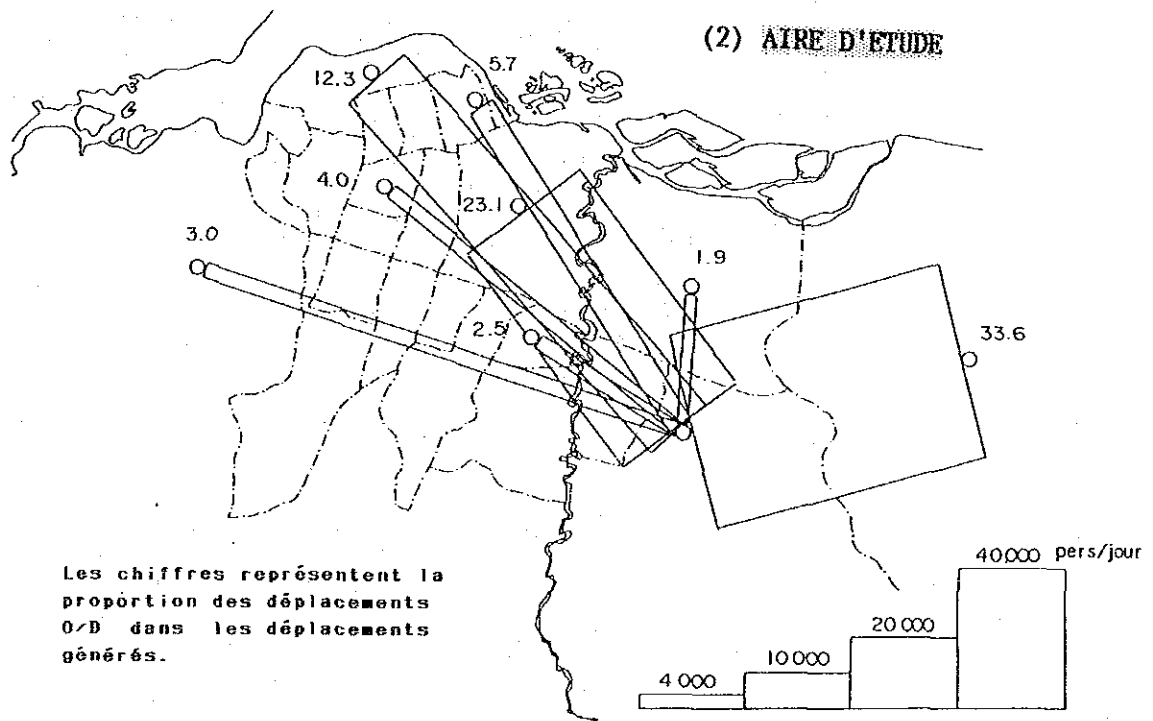 (2) AIRE D'ETUDE
5.7
12.3
4.0
23.1
3.0
1.9
2.5
33.6
Les chiffres représentent la
proportion des déplacements
O/D dans les déplacements
générés.
40,000 pers/jour
20 000
10 000
4 000